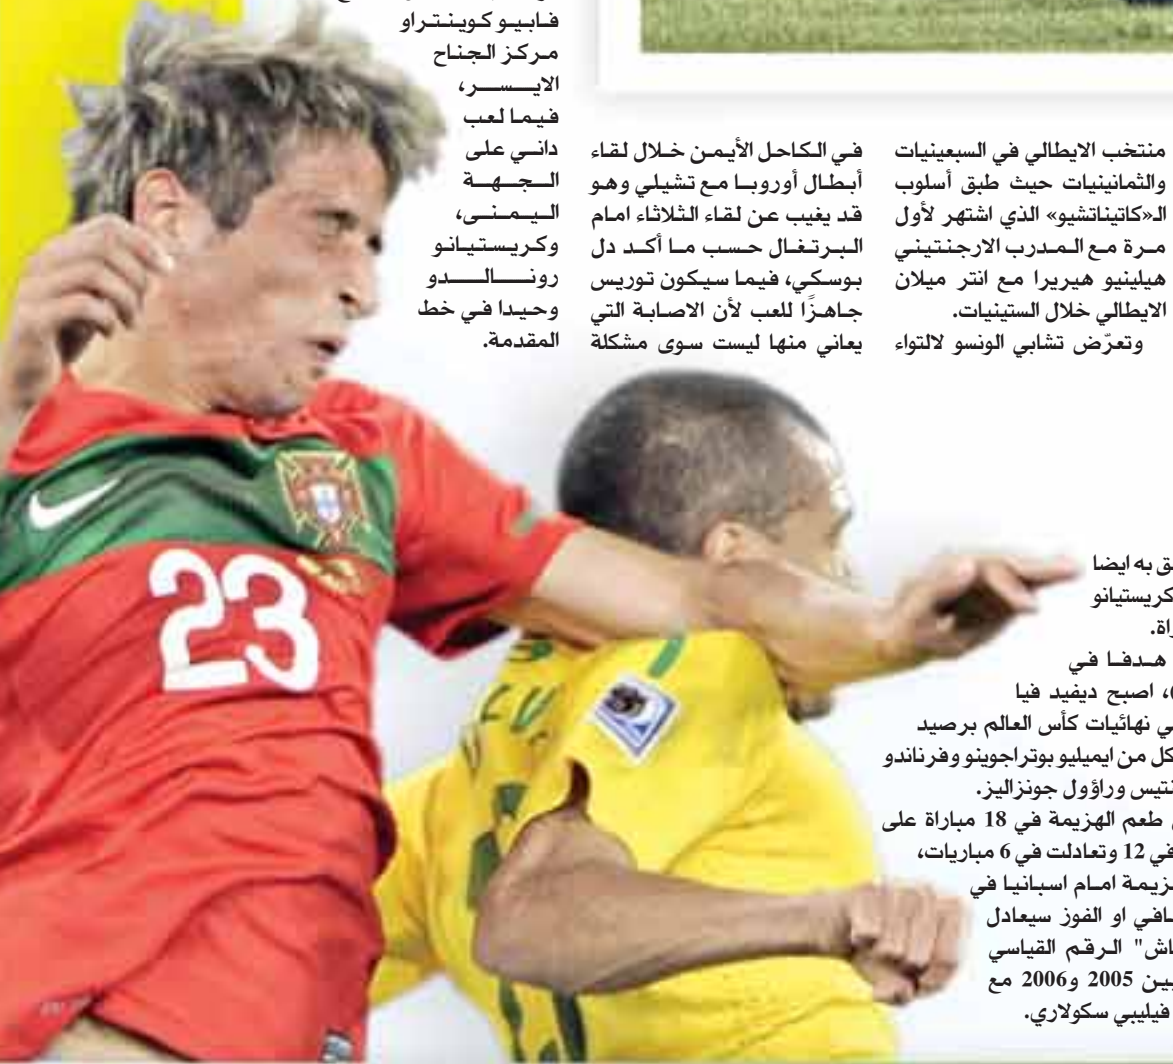 منتخب الايطالي في السبعينيات
والثمانينيات حيث طبق أسلوب
الـ«كاتيناتشيو» الذي اشتهر لأول
مرة مع المدرب الارجنتيني
هيلينيو هيريرا مع انتر ميلان
الايطالي خلال الستينيات.
وتعرّض تشابي الونسو لالتواء
في الكاحل الأيمن خلال لقاء
أبطال أوروبا مع تشيلي وهو
قد يغيب عن لقاء الثلاثاء امام
البرتغال حسب ما أكد دل
بوسكي، فيما سيكون توريس
جاهزًا للعب لأن الاصابة التي
يعاني منها ليست سوى مشكلة
فابيو كوينتراو
مركز الجناح
الايسر،
فيما لعب
داني على
الجهة
اليمنى،
وكريستيانو
رونالدو
وحيدا في خط
المقدمة.
به ايضا
كريستيانو
هدفا في
اصبح ديفيد فيا
نهائيات كأس العالم برصيد
كل من ايميليو بوتراجوينو وفرناندو
وراؤول جونزاليز.
طعم الهزيمة في 18 مباراة على
في 12 وتعادلت في 6 مباريات،
امام اسبانيا في
او الفوز سيعادل
الرقم القياسي
2005 و2006 مع
فيليبي سكولاري.
23